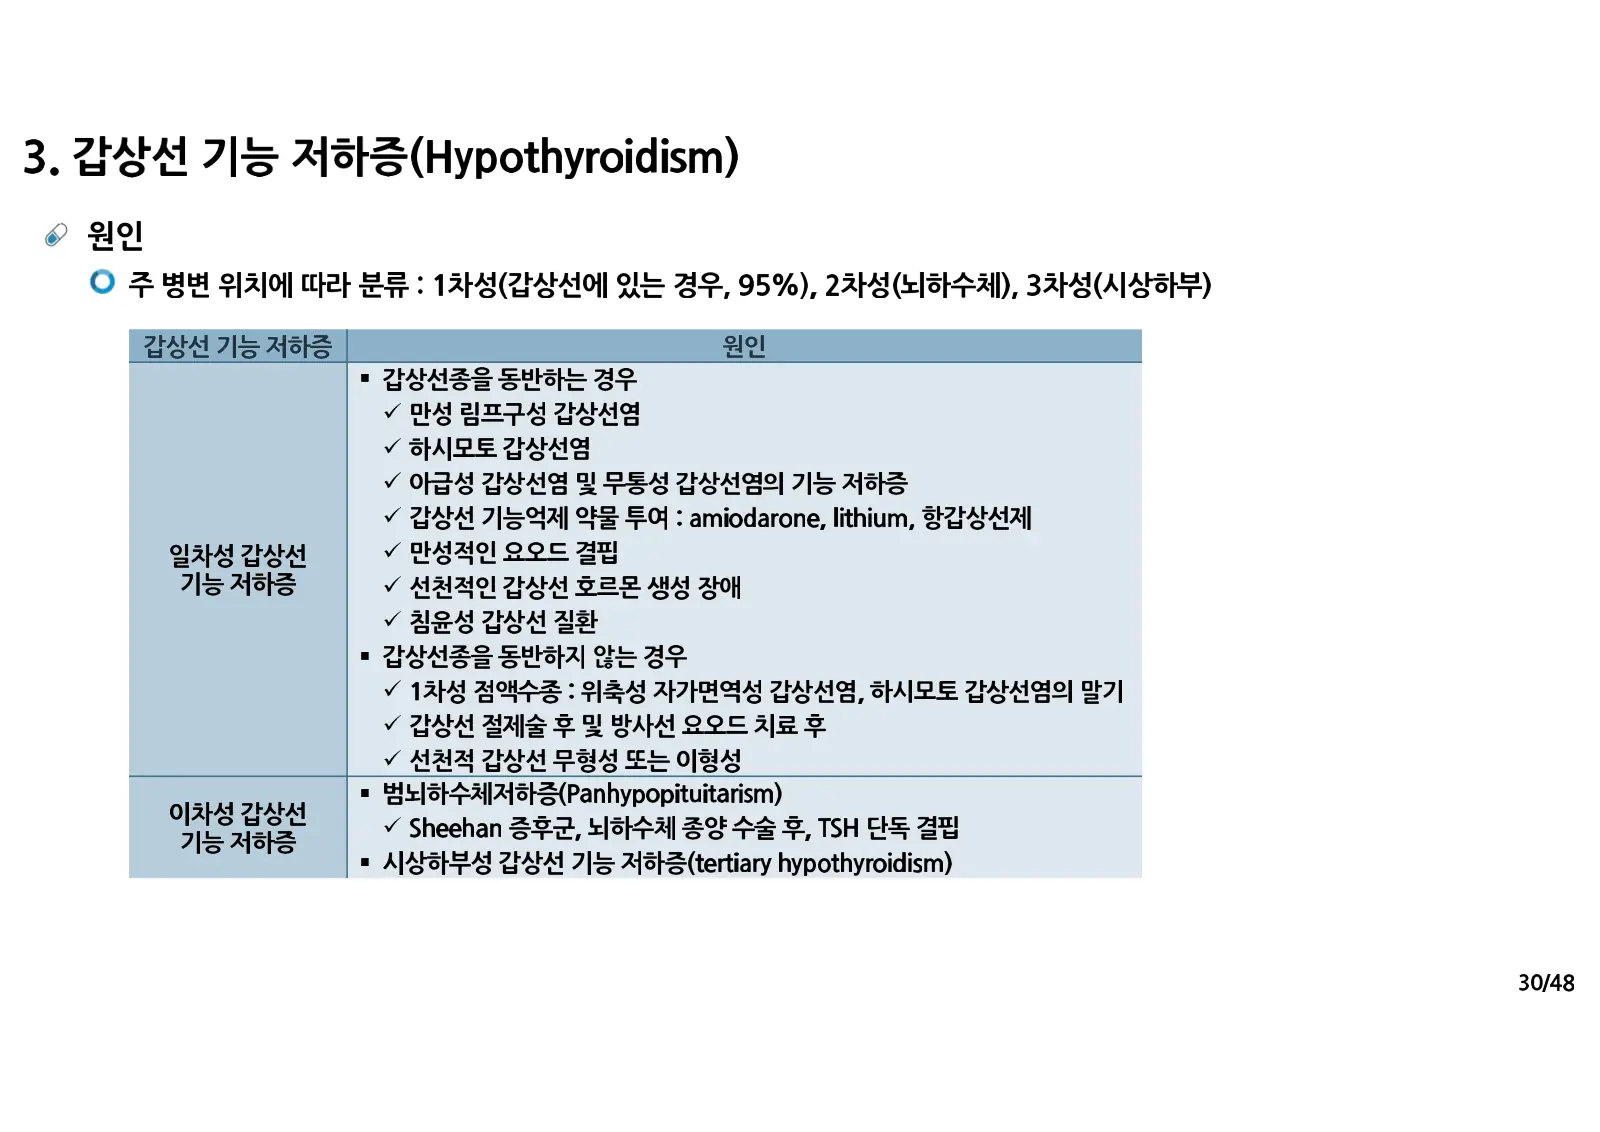 3. 갑상선 기능 저하증(Hypothyroidism)
원인
주 병변 위치에 따라 분류 : 1차성(갑상선에 있는 경우, 95%), 2차성(뇌하수체), 3차성(시상하부)
갑상선 기능 저하증 원인
▪ 갑상선종을 동반하는 경우
✓ 만성 림프구성 갑상선염
✓ 하시모토 갑상선염
✓ 아급성 갑상선염 및 무통성 갑상선염의 기능 저하증
✓ 갑상선 기능억제 약물 투여 : amiodarone, lithium, 항갑상선제
✓ 만성적인 요오드 결핍
일차성 갑상선
기능 저하증
✓ 선천적인 갑상선 호르몬 생성 장애
✓ 침윤성 갑상선 질환
▪ 갑상선종을 동반하지 않는 경우
✓ 1차성 점액수종 : 위축성 자가면역성 갑상선염, 하시모토 갑상선염의 말기
✓ 갑상선 절제술 후 및 방사선 요오드 치료 후
✓ 선천적 갑상선 무형성 또는 이형성
이차성 갑상선
기능 저하증
▪ 범뇌하수체저하증(Panhypopituitarism)
✓ Sheehan 증후군, 뇌하수체 종양 수술 후, TSH 단독 결핍
▪ 시상하부성 갑상선 기능 저하증(tertiary hypothyroidism)
30/48